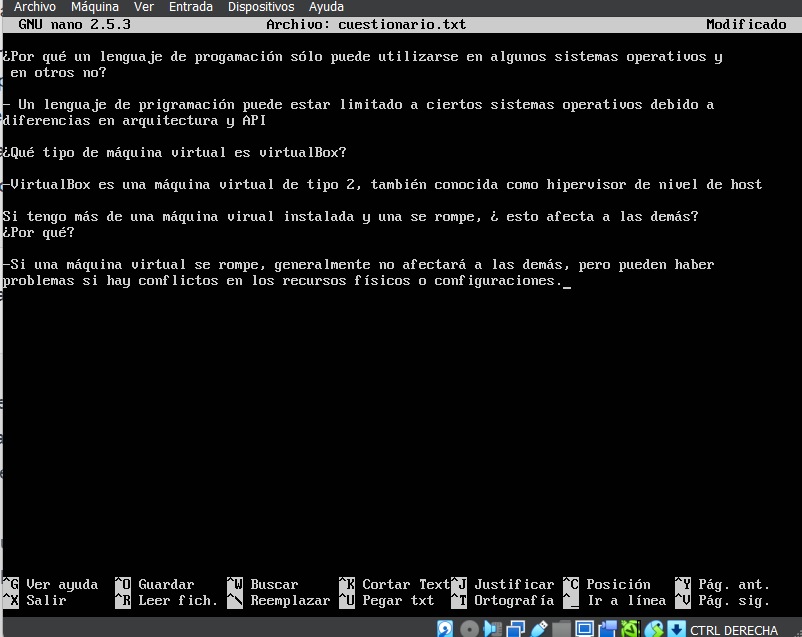 Archivo Máquina Ver Entrada Dispositivos Ayuda
GNU nano 2.5.3 Archivo: cuestionario.txt Modificado
¿Por qué un lenguaje de progamación sólo puede utilizarse en algunos sistemas operativos y
en otros no?
- Un lenguaje de prigramación puede estar limitado a ciertos sistemas operativos debido a
diferencias en arquitectura y API
¿Qué tipo de máquina virtual es virtualBox?
-VirtualBox es una máquina virtual de tipo 2, también conocida como hipervisor de nivel de host
Si tengo más de una máquina virual instalada y una se rompe, ¿ esto afecta a las demás?
¿Por qué?
-Si una máquina virtual se rompe, generalmente no afectará a las demás, pero pueden haber
problemas si hay conflictos en los recursos físicos o configuraciones._
^G Ver ayuda ^O Guardar ^W Buscar ^K Cortar Text ^J Justificar ^C Posición ^Y Pág. ant.
^X Salir ^R Leer fich. ^\ Reemplazar ^U Pegar txt ^T Ortografía ^_ Ir a línea ^V Pág. sig.
CTRL DERECHA